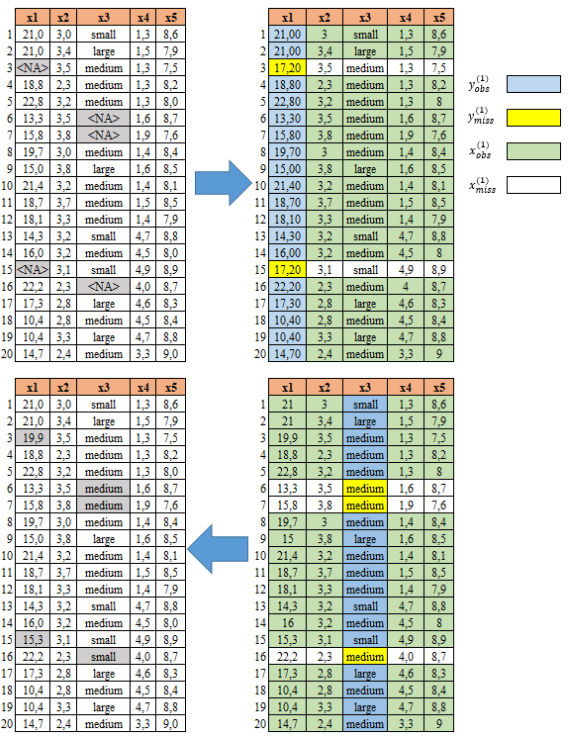 x1 x2 x3 x4 x5
1 21,0 3,0 small 1,3 8,6
2 21,0 3,4 large 1,5 7,9
3 <NA> 3,5 medium 1,3 7,5
4 18,8 2,3 medium 1,3 8,2
5 22,8 3,2 medium 1,3 8,0
6 13,3 3,5 <NA> 1,6 8,7
7 15,8 3,8 <NA> 1,9 7,6
8 19,7 3,0 medium 1,4 8,4
9 15,0 3,8 large 1,6 8,5
10 21,4 3,2 medium 1,4 8,1
11 18,7 3,7 medium 1,5 8,5
12 18,1 3,3 medium 1,4 7,9
13 14,3 3,2 small 4,7 8,8
14 16,0 3,2 medium 4,5 8,0
15 <NA> 3,1 small 4,9 8,9
16 22,2 2,3 <NA> 4,0 8,7
17 17,3 2,8 large 4,6 8,3
18 10,4 2,8 medium 4,5 8,4
19 10,4 3,3 large 4,7 8,8
20 14,7 2,4 medium 3,3 9,0
x1 x2 x3 x4 x5
1 21,00 3 small 1,3 8,6
2 21,00 3,4 large 1,5 7,9
3 17,20 3,5 medium 1,3 7,5
4 18,80 2,3 medium 1,3 8,2
5 22,80 3,2 medium 1,3 8
6 13,30 3,5 medium 1,6 8,7
7 15,80 3,8 medium 1,9 7,6
8 19,70 3 medium 1,4 8,4
9 15,00 3,8 large 1,6 8,5
10 21,40 3,2 medium 1,4 8,1
11 18,70 3,7 medium 1,5 8,5
12 18,10 3,3 medium 1,4 7,9
13 14,30 3,2 small 4,7 8,8
14 16,00 3,2 medium 4,5 8
15 17,20 3,1 small 4,9 8,9
16 22,20 2,3 medium 4 8,7
17 17,30 2,8 large 4,6 8,3
18 10,40 2,8 medium 4,5 8,4
19 10,40 3,3 large 4,7 8,8
20 14,70 2,4 medium 3,3 9
y_{obs}^{(1)}
y_{miss}^{(1)}
x_{obs}^{(1)}
x_{miss}^{(1)}
x1 x2 x3 x4 x5
1 21,0 3,0 small 1,3 8,6
2 21,0 3,4 large 1,5 7,9
3 19,9 3,5 medium 1,3 7,5
4 18,8 2,3 medium 1,3 8,2
5 22,8 3,2 medium 1,3 8,0
6 13,3 3,5 medium 1,6 8,7
7 15,8 3,8 medium 1,9 7,6
8 19,7 3,0 medium 1,4 8,4
9 15,0 3,8 large 1,6 8,5
10 21,4 3,2 medium 1,4 8,1
11 18,7 3,7 medium 1,5 8,5
12 18,1 3,3 medium 1,4 7,9
13 14,3 3,2 small 4,7 8,8
14 16,0 3,2 medium 4,5 8,0
15 15,3 3,1 small 4,9 8,9
16 22,2 2,3 small 4,0 8,7
17 17,3 2,8 large 4,6 8,3
18 10,4 2,8 medium 4,5 8,4
19 10,4 3,3 large 4,7 8,8
20 14,7 2,4 medium 3,3 9,0
x1 x2 x3 x4 x5
1 21 3 small 1,3 8,6
2 21 3,4 large 1,5 7,9
3 19,9 3,5 medium 1,3 7,5
4 18,8 2,3 medium 1,3 8,2
5 22,8 3,2 medium 1,3 8
6 13,3 3,5 medium 1,6 8,7
7 15,8 3,8 medium 1,9 7,6
8 19,7 3 medium 1,4 8,4
9 15 3,8 large 1,6 8,5
10 21,4 3,2 medium 1,4 8,1
11 18,7 3,7 medium 1,5 8,5
12 18,1 3,3 medium 1,4 7,9
13 14,3 3,2 small 4,7 8,8
14 16 3,2 medium 4,5 8
15 15,3 3,1 small 4,9 8,9
16 22,2 2,3 medium 4,0 8,7
17 17,3 2,8 large 4,6 8,3
18 10,4 2,8 medium 4,5 8,4
19 10,4 3,3 large 4,7 8,8
20 14,7 2,4 medium 3,3 9